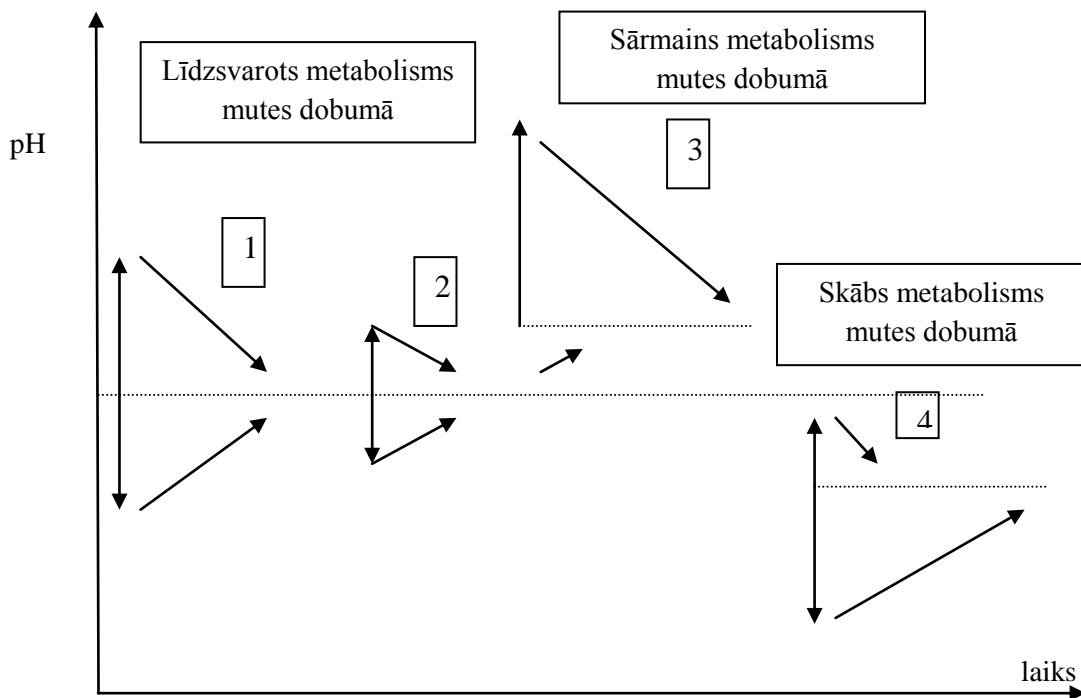 Sārmains metabolisms
mutes dobumā
Līdzsvarots metabolisms
mutes dobumā
pH
3
1
2
Skābs metabolisms
mutes dobumā
4
laiks